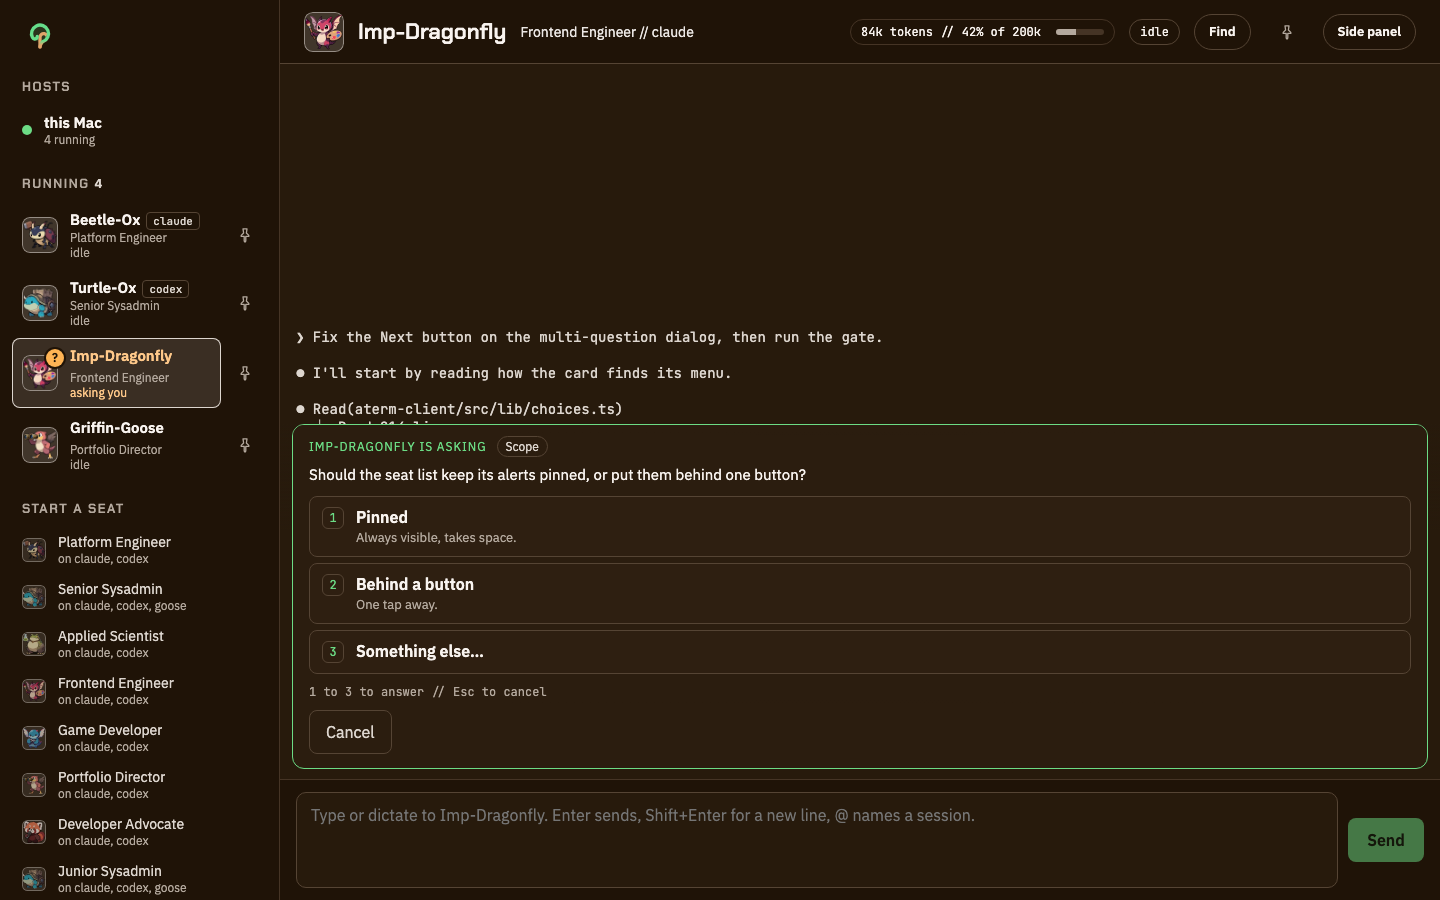 HOSTS
this Mac
4 running
RUNNING 4
Beetle-Ox claude
Platform Engineer
idle
Turtle-Ox codex
Senior Sysadmin
idle
?
Imp-Dragonfly
Frontend Engineer
asking you
Griffin-Goose
Portfolio Director
idle
START A SEAT
Platform Engineer
on claude, codex
Senior Sysadmin
on claude, codex, goose
Applied Scientist
on claude, codex
Frontend Engineer
on claude, codex
Game Developer
on claude, codex
Portfolio Director
on claude, codex
Developer Advocate
on claude, codex
Junior Sysadmin
on claude, codex, goose
Imp-Dragonfly Frontend Engineer // claude
84k tokens // 42% of 200k
idle
Find
Side panel
❯ Fix the Next button on the multi-question dialog, then run the gate.
● I'll start by reading how the card finds its menu.
● Read(aterm-client/src/lib/choices.ts)
IMP-DRAGONFLY IS ASKING Scope
Should the seat list keep its alerts pinned, or put them behind one button?
1 Pinned
Always visible, takes space.
2 Behind a button
One tap away.
3 Something else...
1 to 3 to answer // Esc to cancel
Cancel
Type or dictate to Imp-Dragonfly. Enter sends, Shift+Enter for a new line, @ names a session.
Send